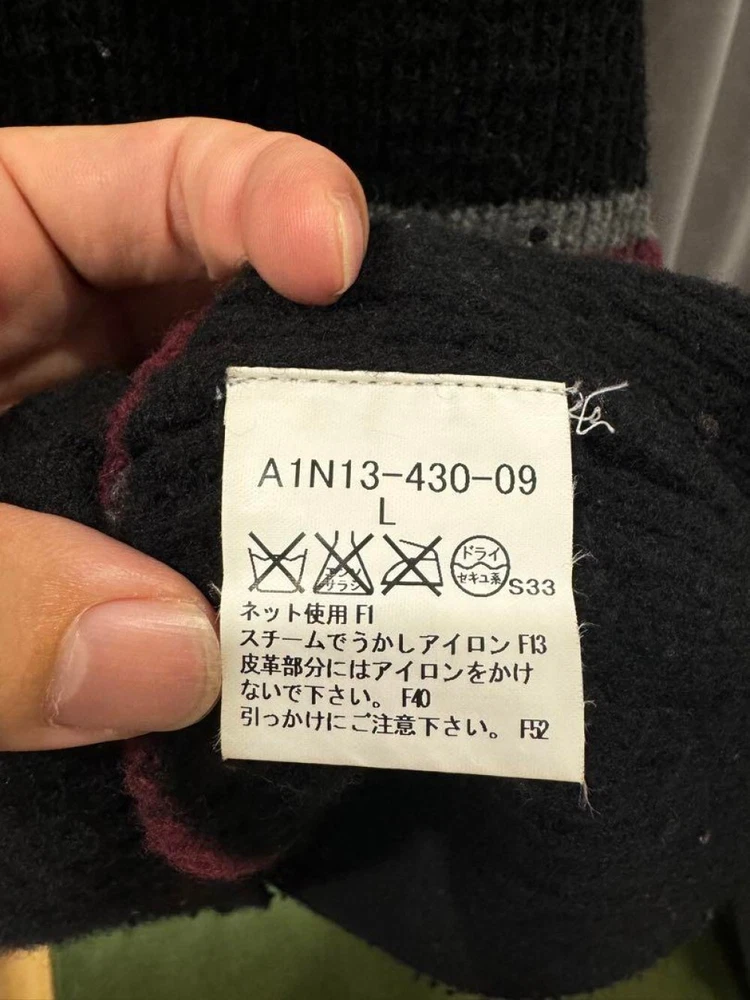 A1N13-430-09
L
エンソ
サラシ
ドライ
セキユ系
S33
ネット使用 F1
スチームでうかしアイロン F13
皮革部分にはアイロンをかけ
ないで下さい。 F40
引っかけにご注意下さい。 F52